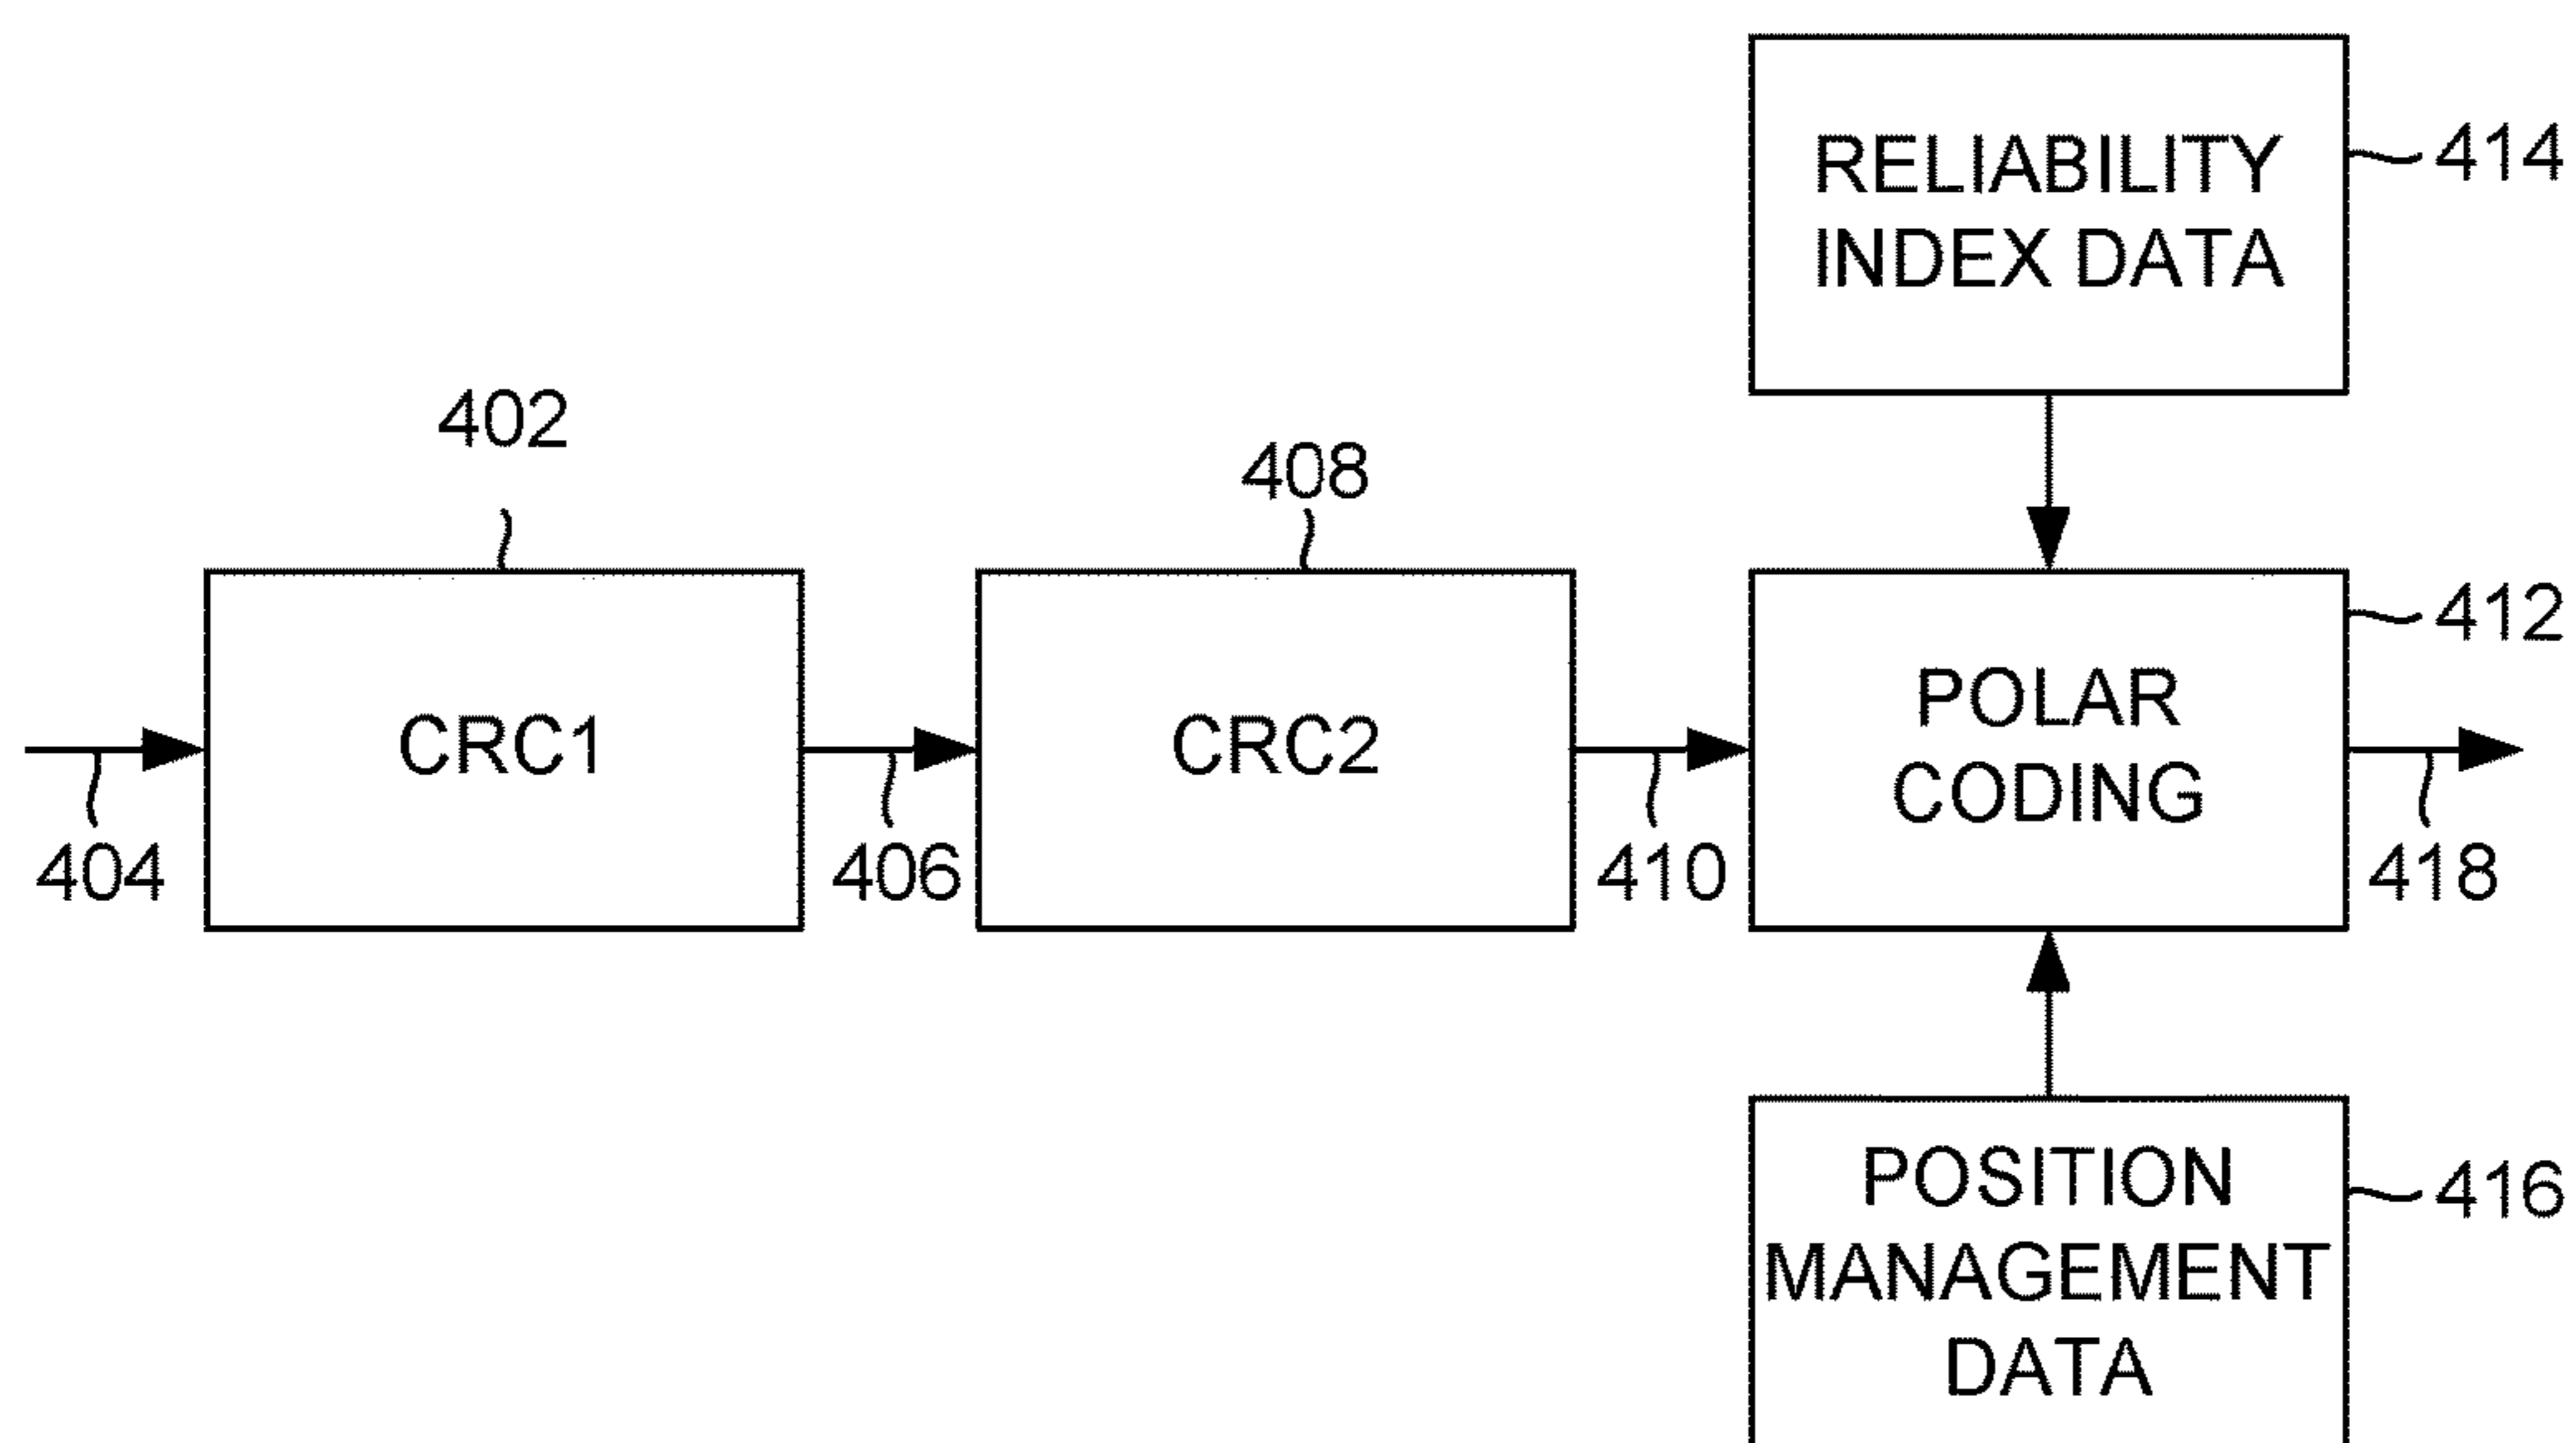 RELIABILITY
INDEX DATA
414
402
408
412
CRC1
CRC2
POLAR
CODING
404
406
410
418
POSITION
MANAGEMENT
DATA
416